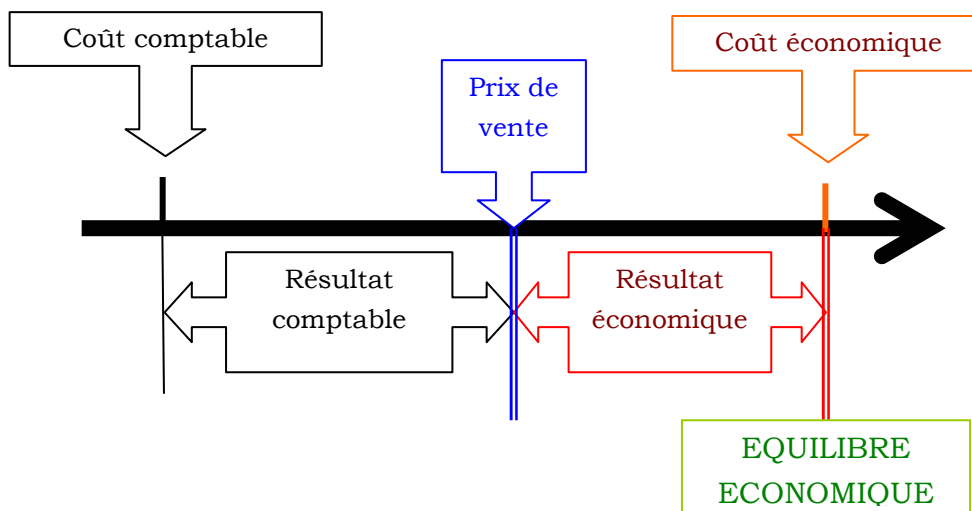 Coût comptable
Prix de
vente
Coût économique
Résultat
comptable
Résultat
économique
EQUILIBRE
ECONOMIQUE